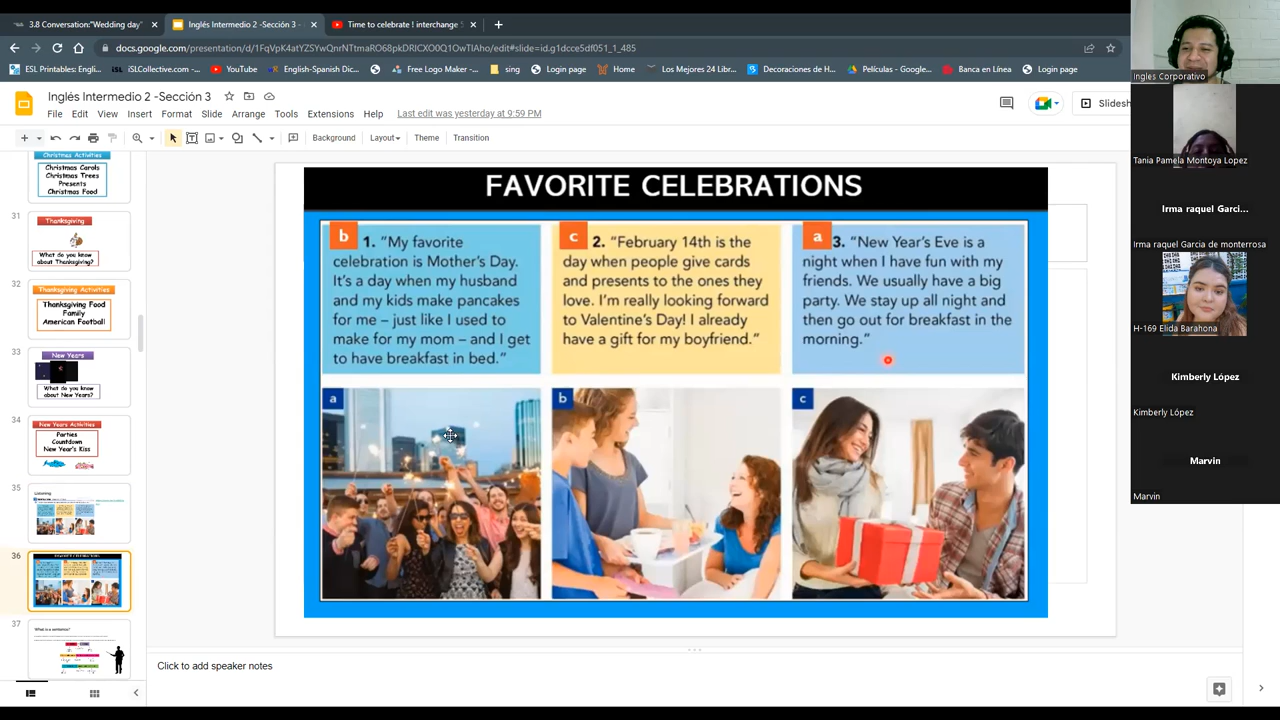 3.8 Conversation:"Wedding day"
Inglés Intermedio 2 -Sección 3 -
Time to celebrate ! interchange
docs.google.com/presentation/d/1FqVpK4atYZSYwQnrNTtmaRO68pkDRICXO0Q1OwTlAho/edit#slide=id.g1dcce5df051_1_485
ESL Printables: Engli...
iSLCollective.com -...
YouTube
English-Spanish Dic...
Free Logo Maker -...
sing
Login page
Home
Los Mejores 24 Libr...
Decoraciones de H...
Películas - Google...
Banca en Línea
Login page
Inglés Intermedio 2 -Sección 3
File Edit View Insert Format Slide Arrange Tools Extensions Help
Last edit was yesterday at 9:59 PM
Slidesh
Background
Layout
Theme
Transition
Christmas Activities
Christmas Carols
Christmas Trees
Presents
Christmas Food
31
Thanksgiving
What do you know
about Thanksgiving?
32
Thanksgiving Activities
Thanksgiving Food
Family
American Football
33
New Years
What do you know
about New Years?
34
New Years Activities
Parties
Countdown
New Year's Kiss
35
Listening
36
37
What is a sentence?
FAVORITE CELEBRATIONS
b
1. "My favorite
celebration is Mother's Day.
It's a day when my husband
and my kids make pancakes
for me – just like I used to
make for my mom – and I get
to have breakfast in bed."
c
2. "February 14th is the
day when people give cards
and presents to the ones they
love. I'm really looking forward
to Valentine's Day! I already
have a gift for my boyfriend."
a
3. "New Year's Eve is a
night when I have fun with my
friends. We usually have a big
party. We stay up all night and
then go out for breakfast in the
morning."
a
b
c
Click to add speaker notes
Ingles Corporativo
Tania Pamela Montoya Lopez
Irma raquel Garci...
Irma raquel Garcia de monterrosa
H-169 Elida Barahona
Kimberly López
Kimberly López
Marvin
Marvin